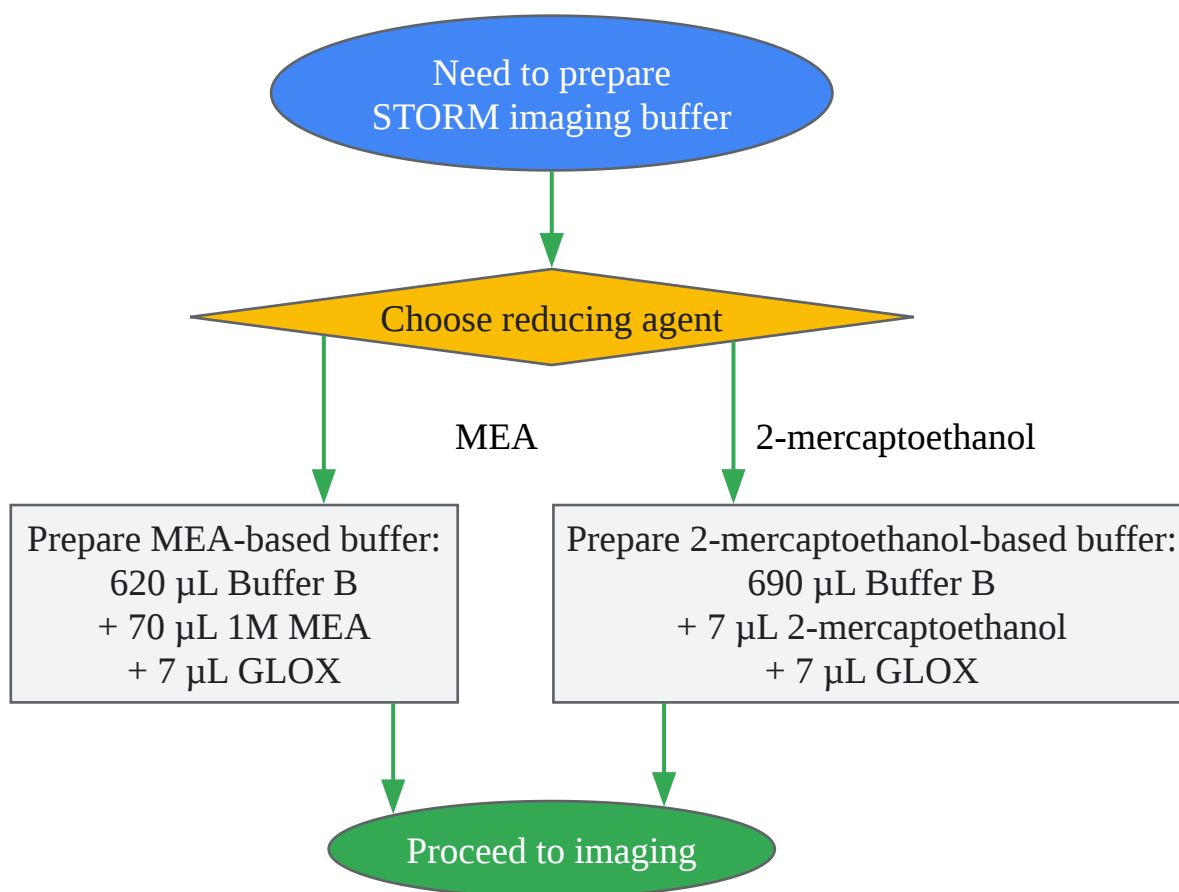 Need to prepare
STORM imaging buffer
Choose reducing agent
MEA
2-mercaptoethanol
Prepare MEA-based buffer:
620 µL Buffer B
+ 70 µL 1M MEA
+ 7 µL GLOX
Prepare 2-mercaptoethanol-based buffer:
690 µL Buffer B
+ 7 µL 2-mercaptoethanol
+ 7 µL GLOX
Proceed to imaging